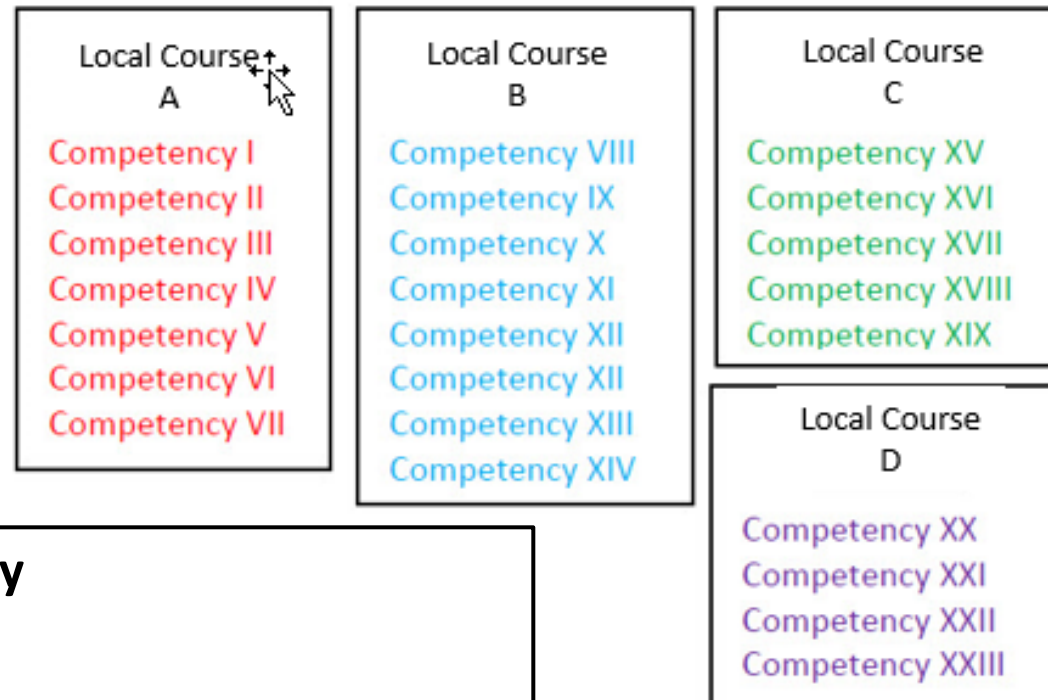 Local Course
A
Competency I
Competency II
Competency III
Competency IV
Competency V
Competency VI
Competency VII
Local Course
B
Competency VIII
Competency IX
Competency X
Competency XI
Competency XII
Competency XII
Competency XIII
Competency XIV
Local Course
C
Competency XV
Competency XVI
Competency XVII
Competency XVIII
Competency XIX
Local Course
D
Competency XX
Competency XXI
Competency XXII
Competency XXIII
y